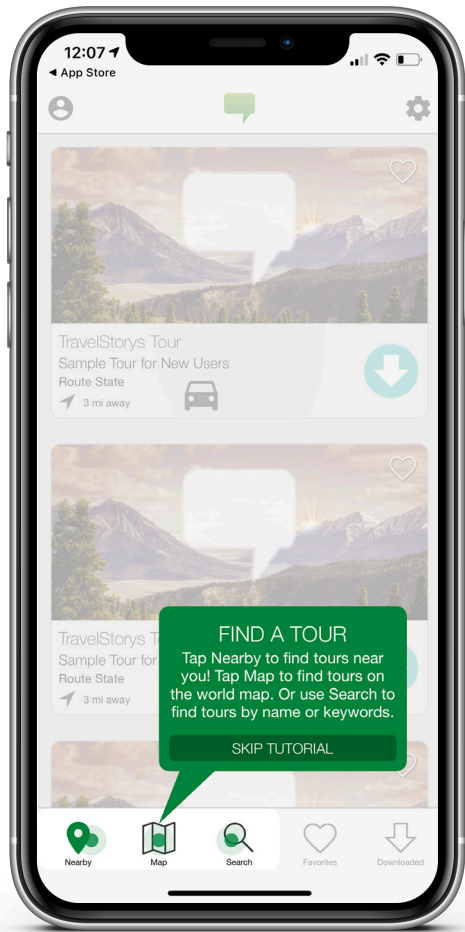 12:07
◀ App Store
TravelStorys Tour
Sample Tour for New Users
Route State
3 mi away
TravelStorys T
Sample Tour for
Route State
3 mi away
FIND A TOUR
Tap Nearby to find tours near
you! Tap Map to find tours on
the world map. Or use Search to
find tours by name or keywords.
SKIP TUTORIAL
Nearby
Map
Search
Favorites
Downloaded